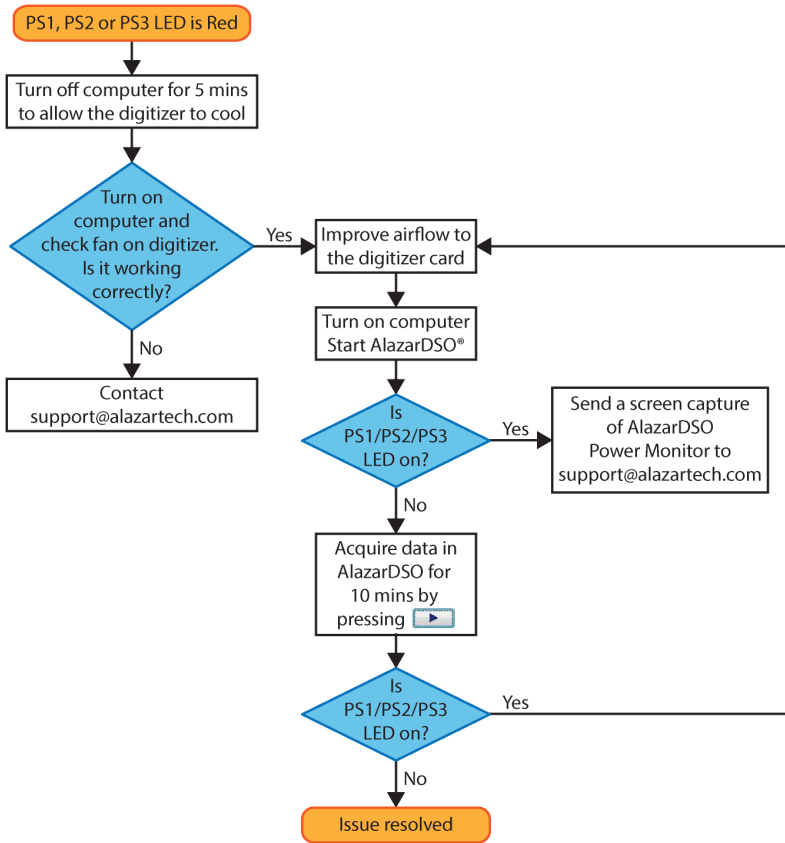 PS1, PS2 or PS3 LED is Red
Turn off computer for 5 mins
to allow the digitizer to cool
Turn on
computer and
check fan on digitizer.
Is it working
correctly?
Yes
No
Contact
support@alazartech.com
Improve airflow to
the digitizer card
Turn on computer
Start AlazarDSO®
Is
PS1/PS2/PS3
LED on?
Yes
Send a screen capture
of AlazarDSO
Power Monitor to
support@alazartech.com
No
Acquire data in
AlazarDSO for
10 mins by
pressing
Is
PS1/PS2/PS3
LED on?
Yes
No
Issue resolved